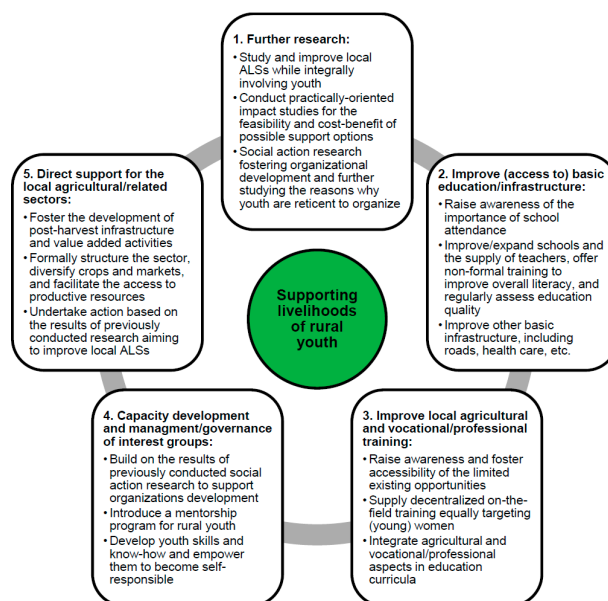 1. Further research:
• Study and improve local
ALSs while integrally
involving youth
• Conduct practically-oriented
impact studies for the
feasibility and cost-benefit of
possible support options
• Social action research
fostering organizational
development and further
studying the reasons why
youth are reticent to organize
2. Improve (access to) basic
education/infrastructure:
• Raise awareness of the
importance of school
attendance
• Improve/expand schools and
the supply of teachers, offer
non-formal training to
improve overall literacy, and
regularly assess education
quality
• Improve other basic
infrastructure, including
roads, health care, etc.
3. Improve local agricultural
and vocational/professional
training:
• Raise awareness and foster
accessibility of the limited
existing opportunities
• Supply decentralized on-the-
field training equally targeting
(young) women
• Integrate agricultural and
vocational/professional
aspects in education
curricula
4. Capacity development
and managment/governance
of interest groups:
• Build on the results of
previously conducted social
action research to support
organizations development
• Introduce a mentorship
program for rural youth
• Develop youth skills and
know-how and empower
them to become self-
responsible
5. Direct support for the
local agricultural/related
sectors:
• Foster the development of
post-harvest infrastructure
and value added activities
• Formally structure the sector,
diversify crops and markets,
and facilitate the access to
productive resources
• Undertake action based on
the results of previously
conducted research aiming
to improve local ALSs
Supporting
livelihoods
of rural
youth